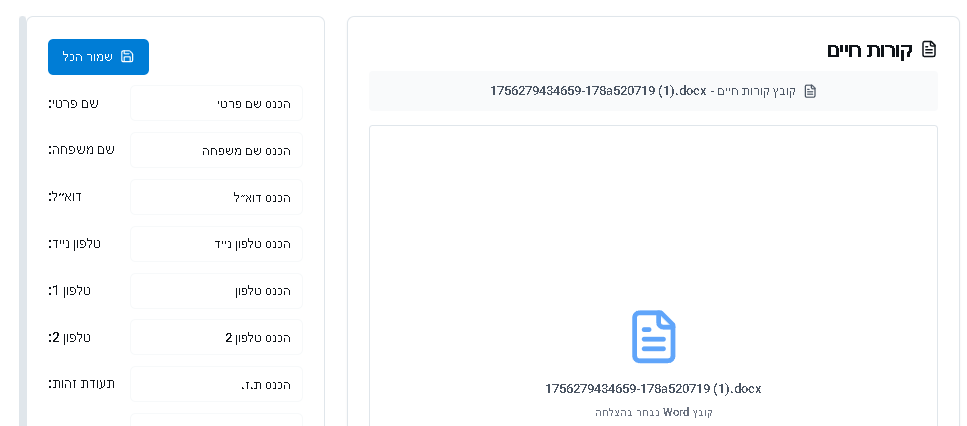 קורות חיים
קובץ קורות חיים - 1756279434659-178a520719 (1).docx
1756279434659-178a520719 (1).docx
קובץ Word נבחר בהצלחה
שמור הכל
שם פרטי: הכנס שם פרטי
שם משפחה: הכנס שם משפחה
דוא״ל: הכנס דוא״ל
טלפון נייד: הכנס טלפון נייד
טלפון 1: הכנס טלפון
טלפון 2: הכנס טלפון 2
תעודת זהות: הכנס ת.ז.